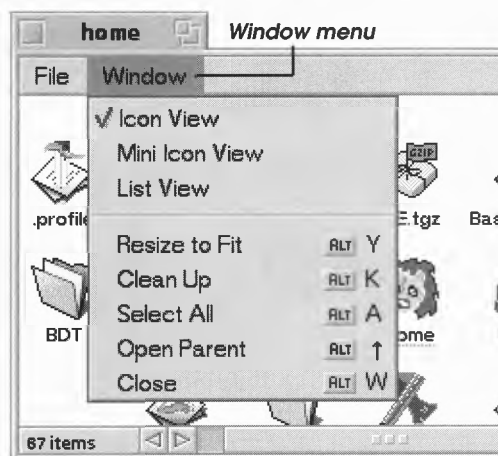 home Window menu
File Window
Icon View
Mini Icon View
List View
GZIP
.profile E.tgz Bas
Resize to Fit ALT Y
Clean Up ALT K
Select All ALT A
BDT ome
Open Parent ALT ↑
Close ALT W
67 items